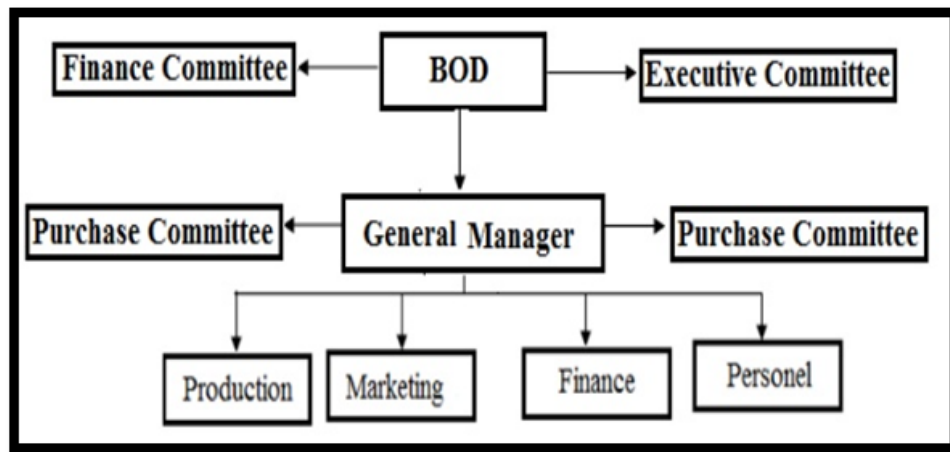 Finance Committee
BOD
Executive Committee
Purchase Committee
General Manager
Purchase Committee
Production
Marketing
Finance
Personel